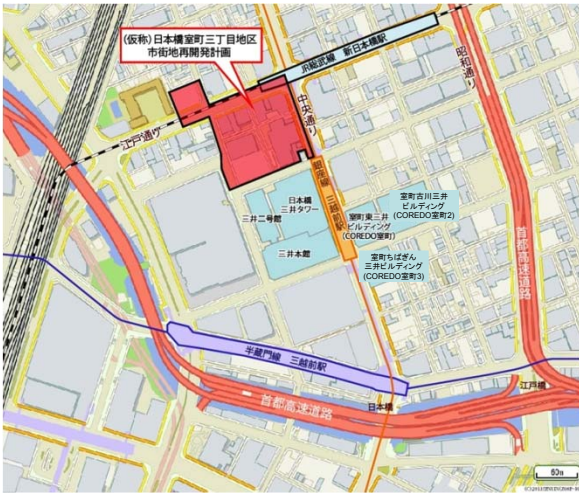 (仮称)日本橋室町三丁目地区
市街地再開発計画
JR総武線 新日本橋駅
昭和通り
中央通り
江戸通り
銀座線 三越前駅
日本橋
三井タワー
三井二号館
三井本館
室町東三井
ビルディング
(COREDO室町)
室町古川三井
ビルディング
(COREDO室町2)
室町ちばぎん
三井ビルディング
(COREDO室町3)
首都高速道路
半蔵門線 三越前駅
首都高速道路
日本橋
江戸橋
60m